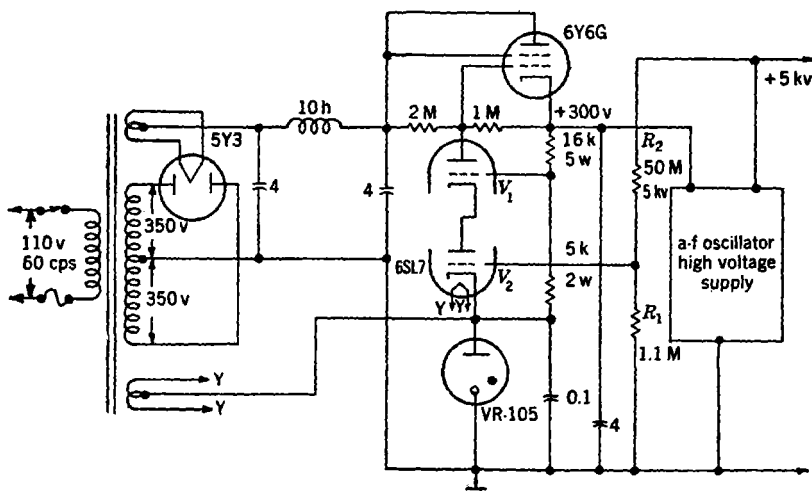 6Y6G
+5 kv
10 h
2 M
1 M
+300 v
5Y3
16 k
5 w
R2
50 M
5 kv
4
4
V1
350 v
110 v
60 cps
350 v
a-f oscillator
high voltage
supply
6SL7
V2
5 k
2 w
Y Y
R1
1.1 M
Y
Y
VR-105
0.1
4